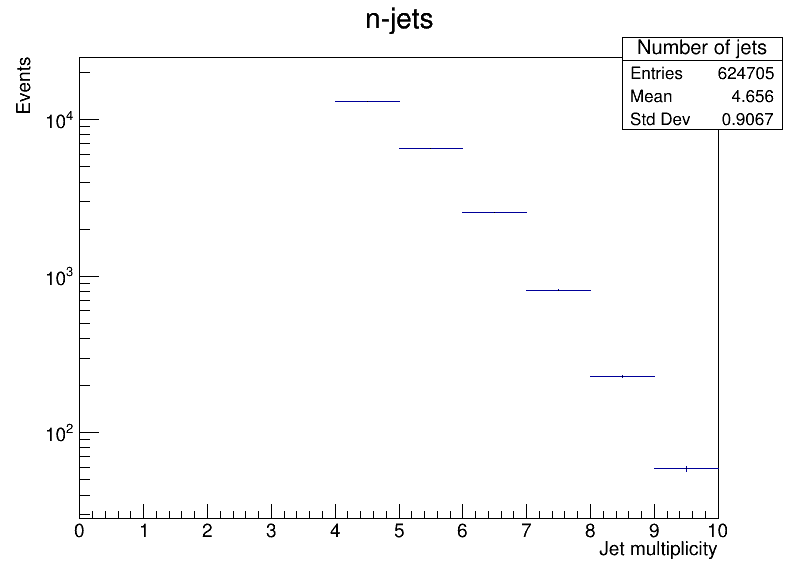 n-jets
Number of jets
Entries 624705
Mean 4.656
Std Dev 0.9067
Events
10^4
10^3
10^2
0 1 2 3 4 5 6 7 8 9 10
Jet multiplicity